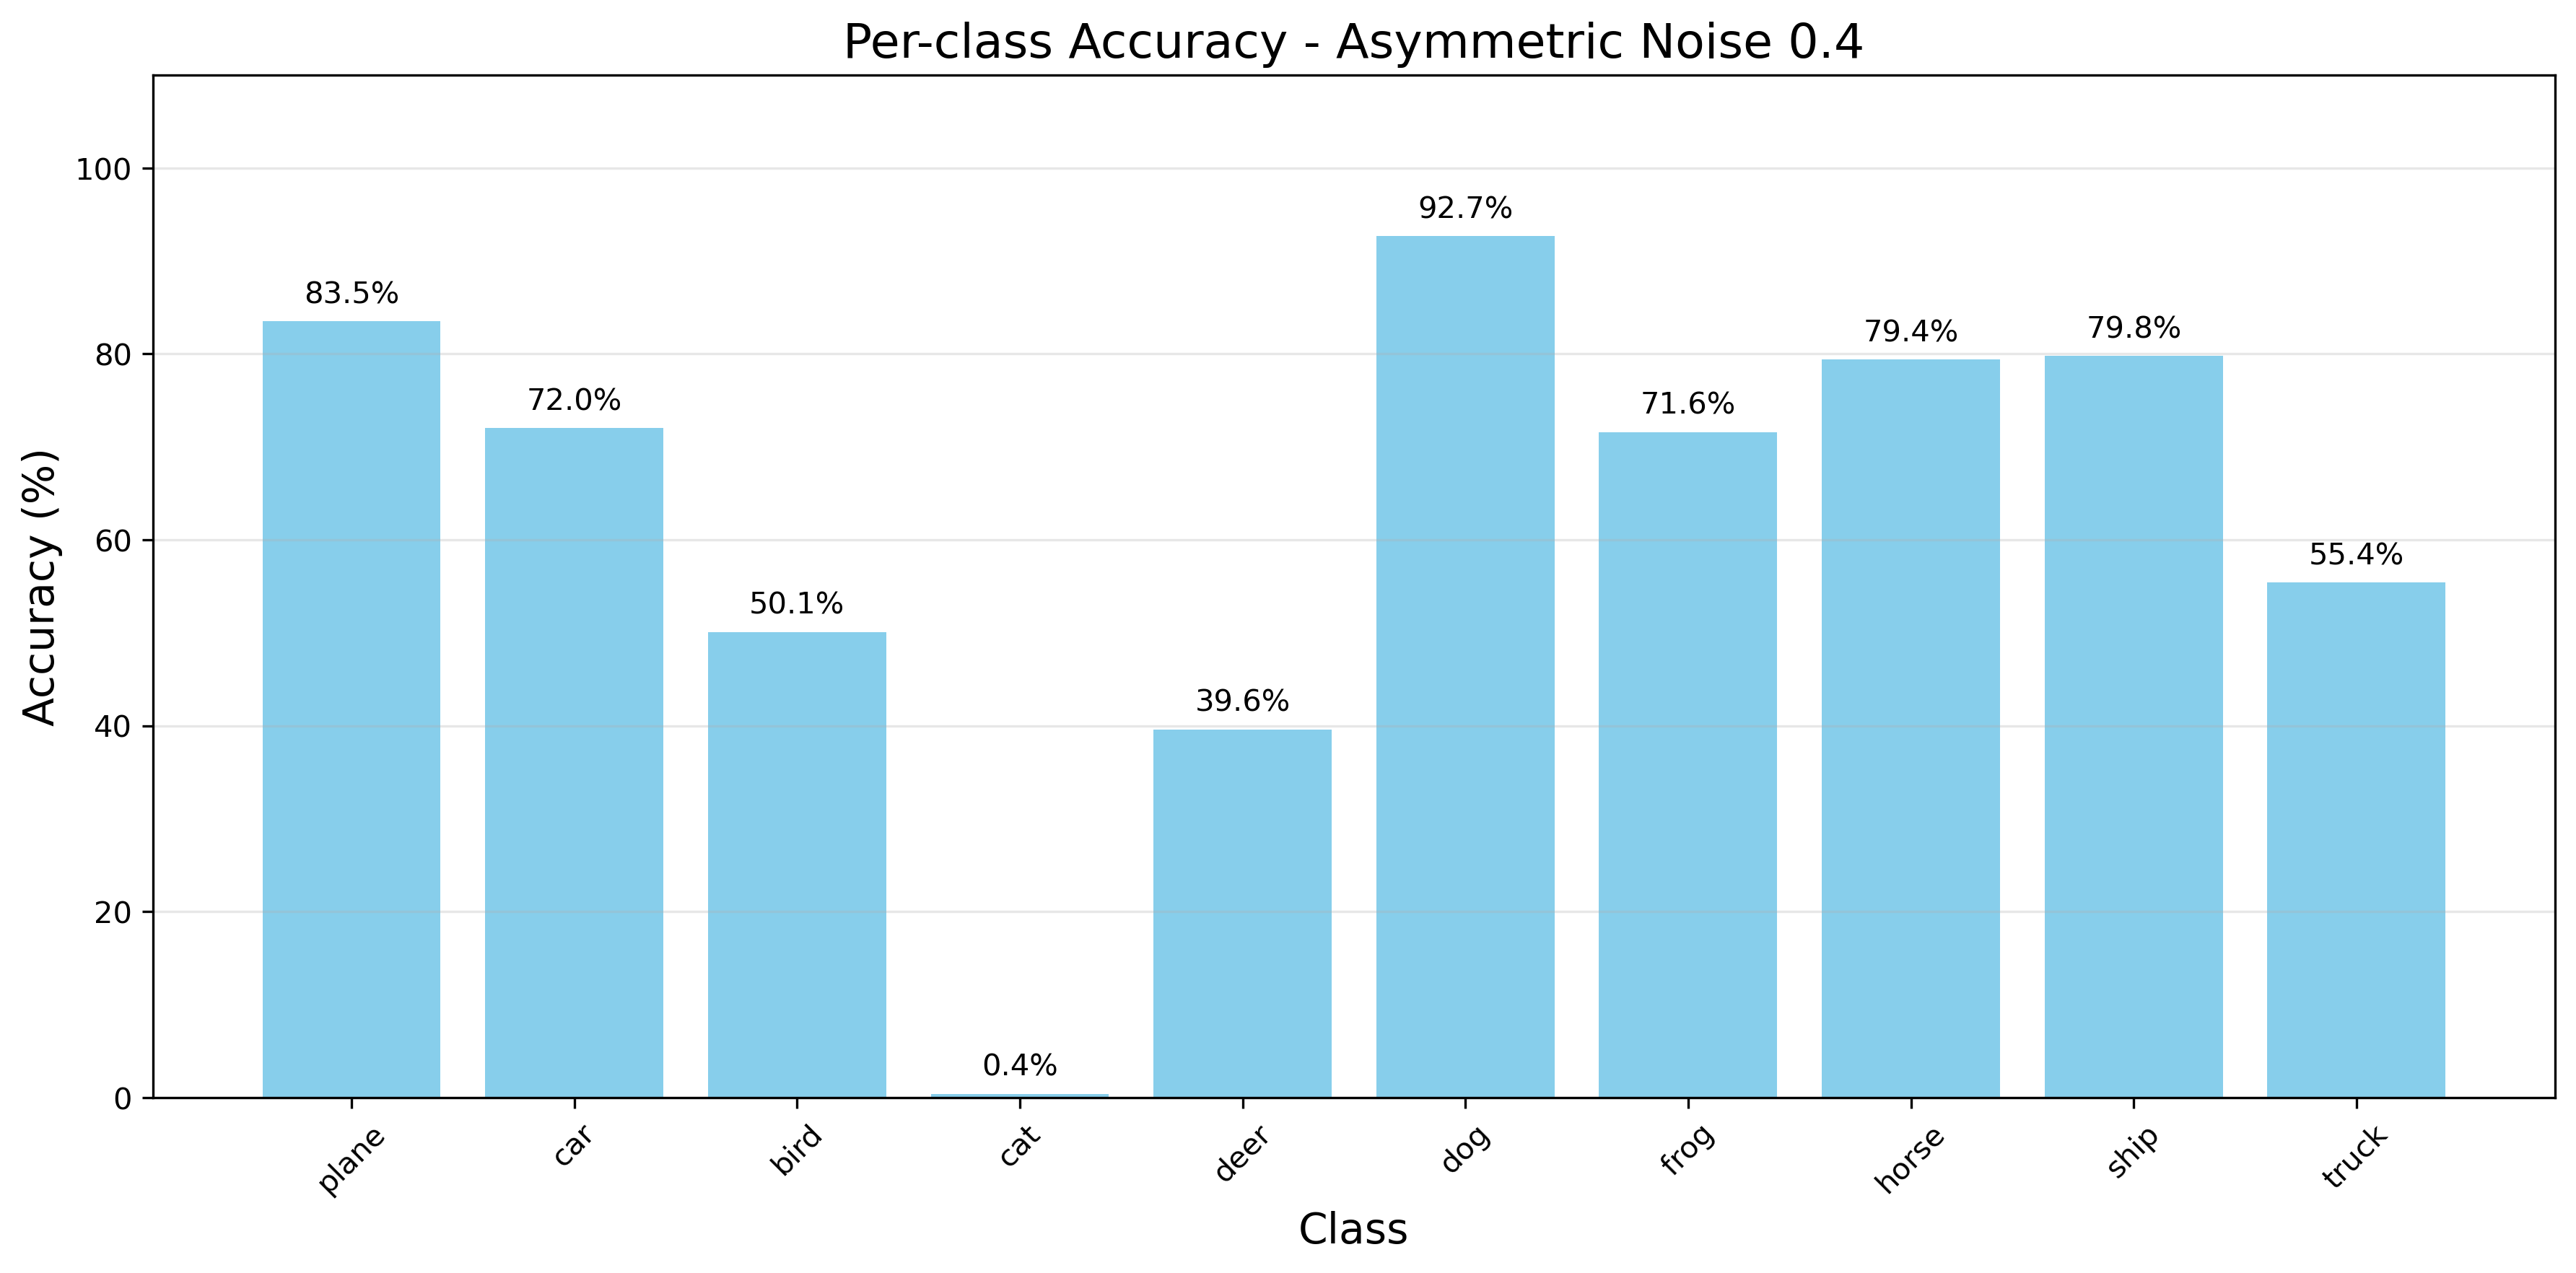 Per-class Accuracy - Asymmetric Noise 0.4
Accuracy (%)
100
80
60
40
20
0
83.5%
72.0%
50.1%
0.4%
39.6%
92.7%
71.6%
79.4%
79.8%
55.4%
plane
car
bird
cat
deer
dog
frog
horse
ship
truck
Class